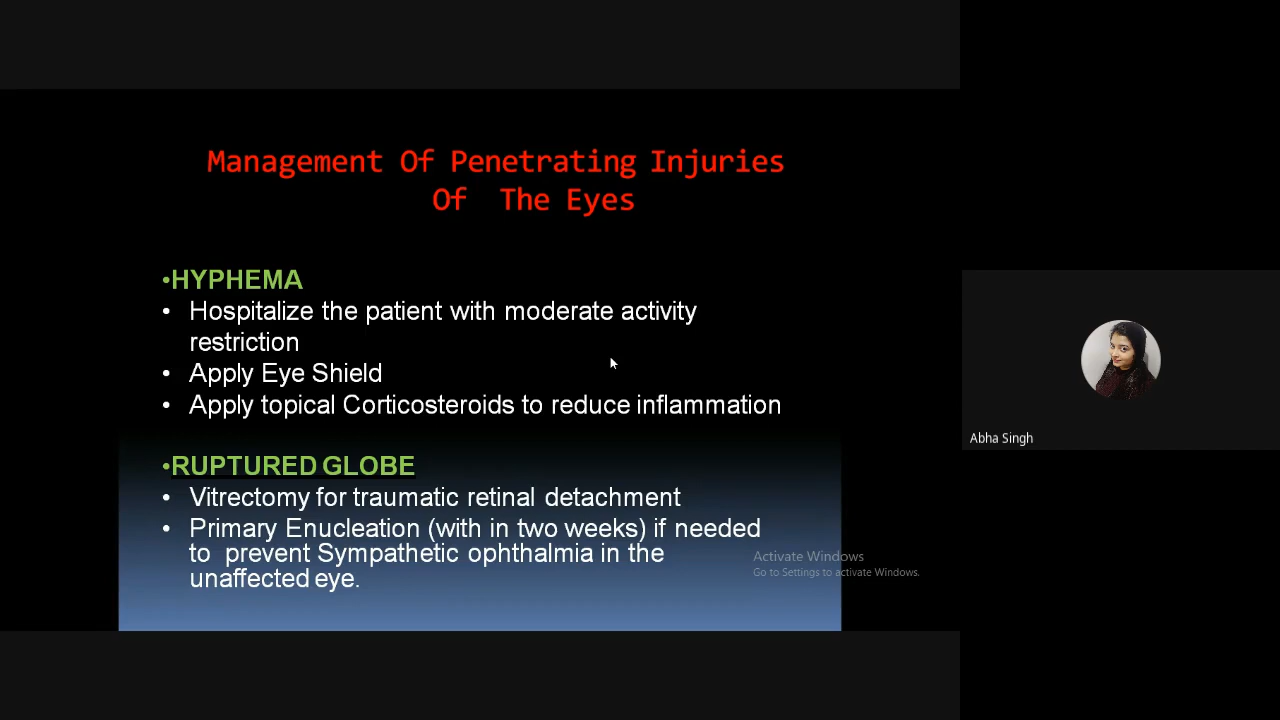 Management Of Penetrating Injuries
Of The Eyes
•HYPHEMA
• Hospitalize the patient with moderate activity
restriction
• Apply Eye Shield
• Apply topical Corticosteroids to reduce inflammation
•RUPTURED GLOBE
• Vitrectomy for traumatic retinal detachment
• Primary Enucleation (with in two weeks) if needed
to prevent Sympathetic ophthalmia in the
unaffected eye.
Activate Windows
Go to Settings to activate Windows.
Abha Singh